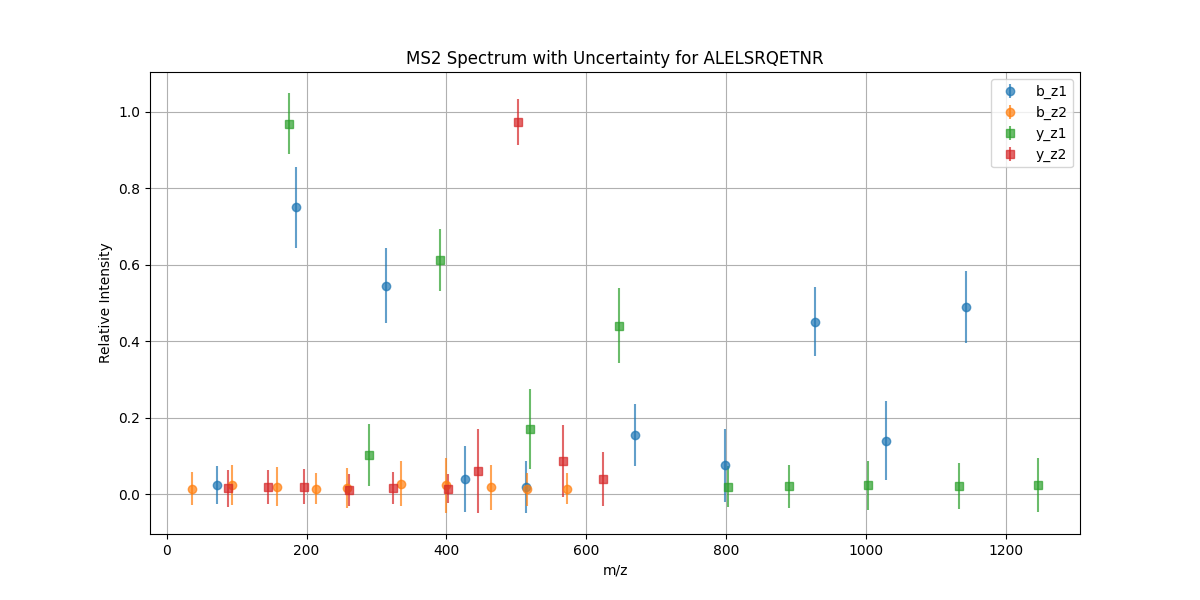 MS2 Spectrum with Uncertainty for ALELSRQETNR
b_z1
b_z2
y_z1
y_z2
1.0
0.8
0.6
0.4
0.2
0.0
Relative Intensity
0 200 400 600 800 1000 1200
m/z